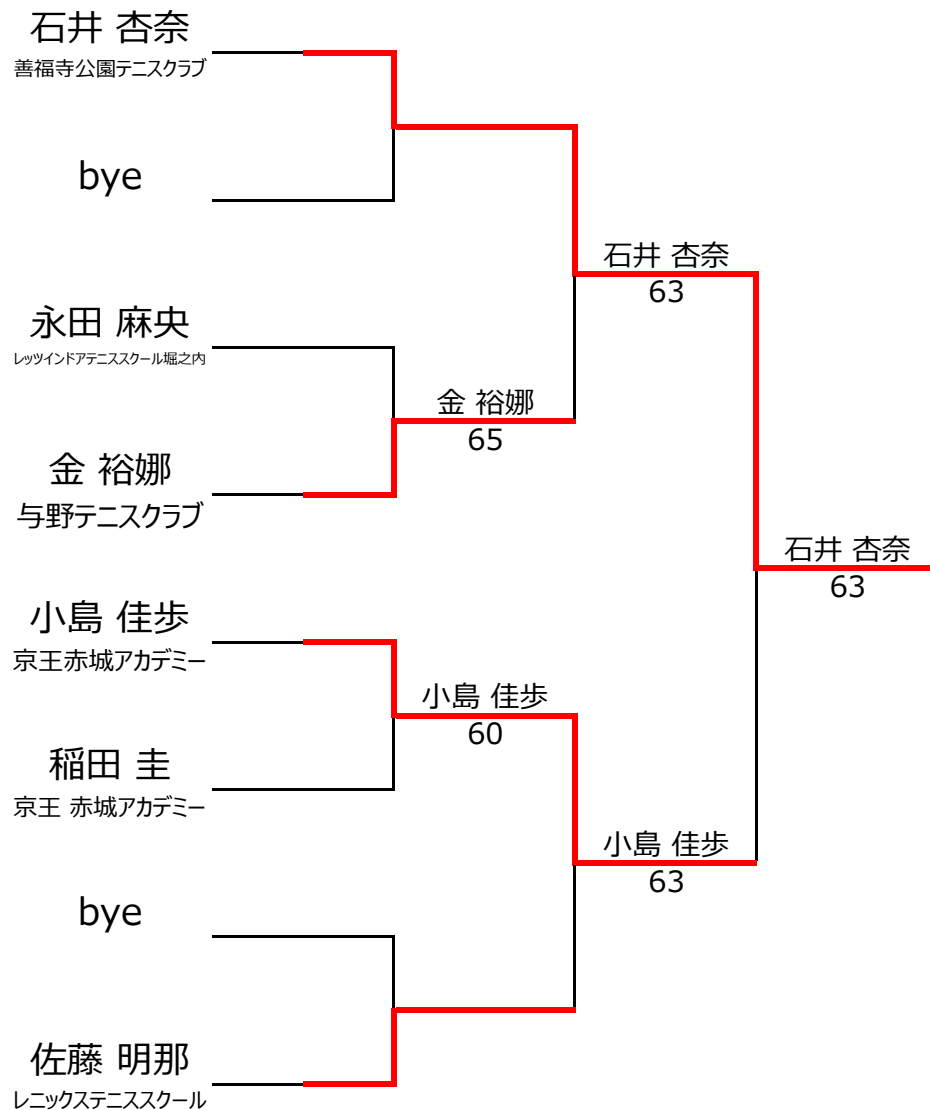 石井 杏奈
善福寺公園テニスクラブ
bye
石井 杏奈
63
永田 麻央
レッツインドアテニススクール堀之内
金 裕娜
65
金 裕娜
与野テニスクラブ
石井 杏奈
63
小島 佳歩
京王赤城アカデミー
小島 佳歩
60
稲田 圭
京王 赤城アカデミー
小島 佳歩
63
bye
佐藤 明那
レニックステニススクール